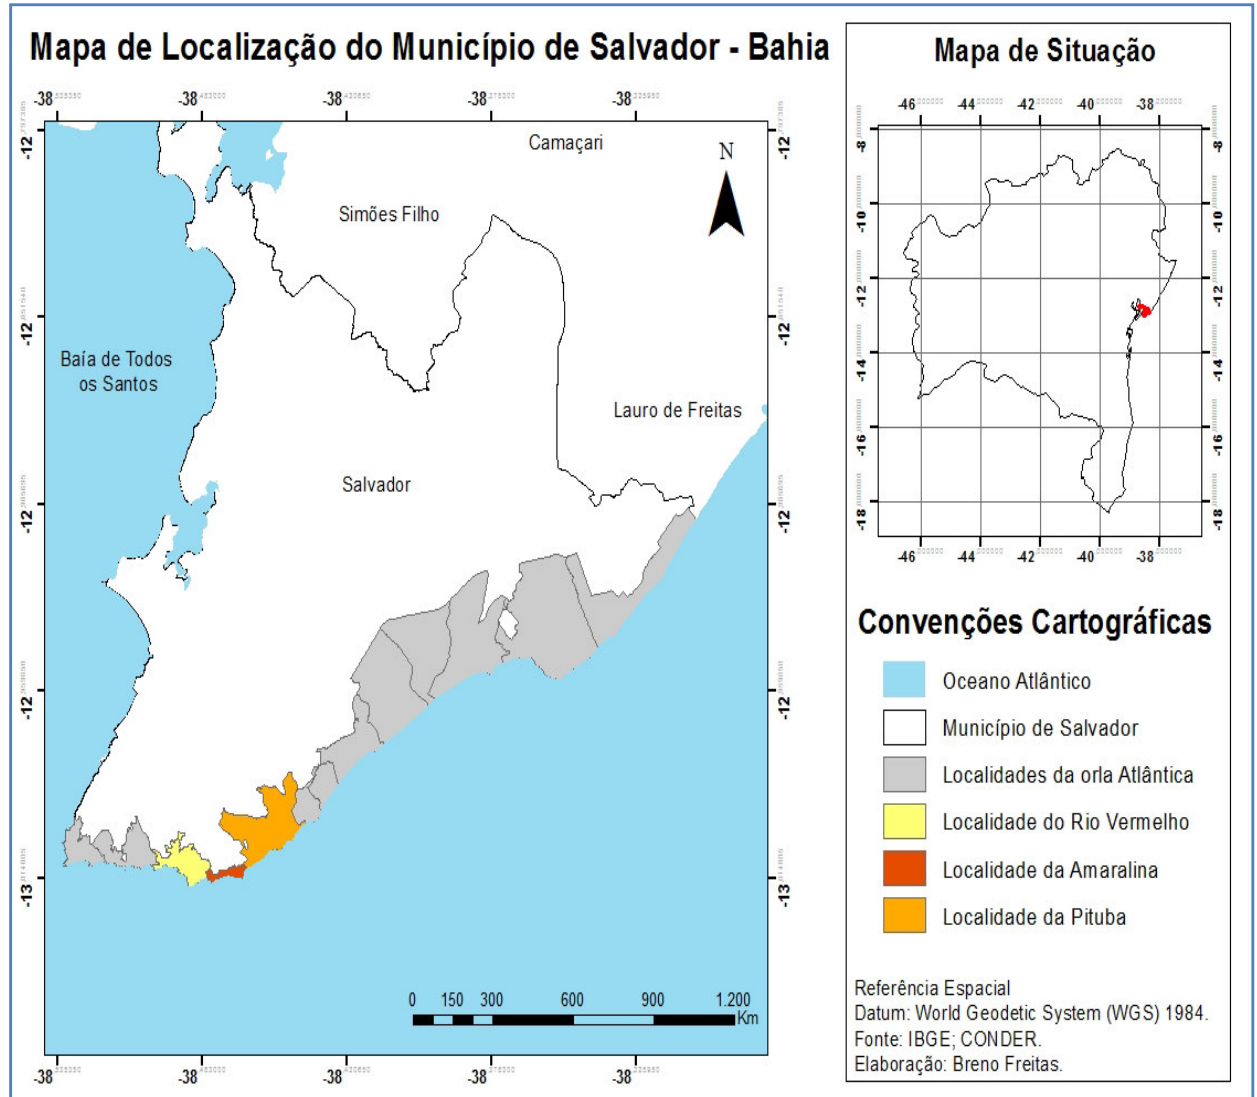 Mapa de Localização do Município de Salvador - Bahia
-38 -38 -38 -38 -38
-12
-12
-12
-12
-13
-12
-12
-12
-12
-13
Camaçari
N
Simões Filho
Baía de Todos
os Santos
Lauro de Freitas
Salvador
0 150 300 600 900 1.200
Km
-38 -38 -38 -38 -38
Mapa de Situação
-46 -44 -42 -40 -38
-8
-10
-12
-14
-16
-18
-8
-10
-12
-14
-16
-18
-46 -44 -42 -40 -38
Convenções Cartográficas
Oceano Atlântico
Município de Salvador
Localidades da orla Atlântica
Localidade do Rio Vermelho
Localidade da Amaralina
Localidade da Pituba
Referência Espacial
Datum: World Geodetic System (WGS) 1984.
Fonte: IBGE; CONDER.
Elaboração: Breno Freitas.